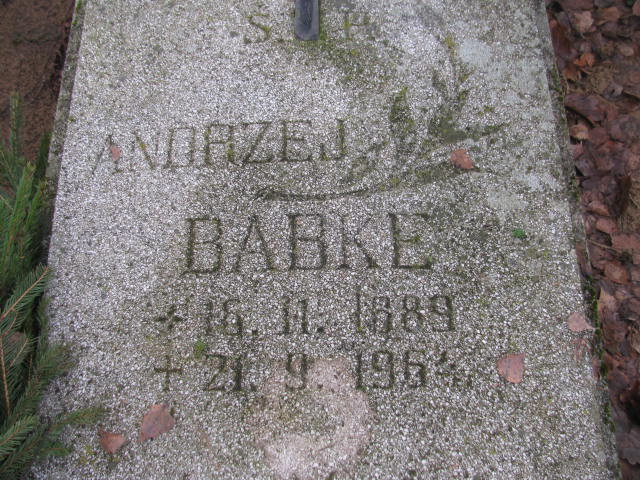 Ś. P.
ANDRZEJ
BABKE
* 16. 11. 1889
+ 21. 9. 1964